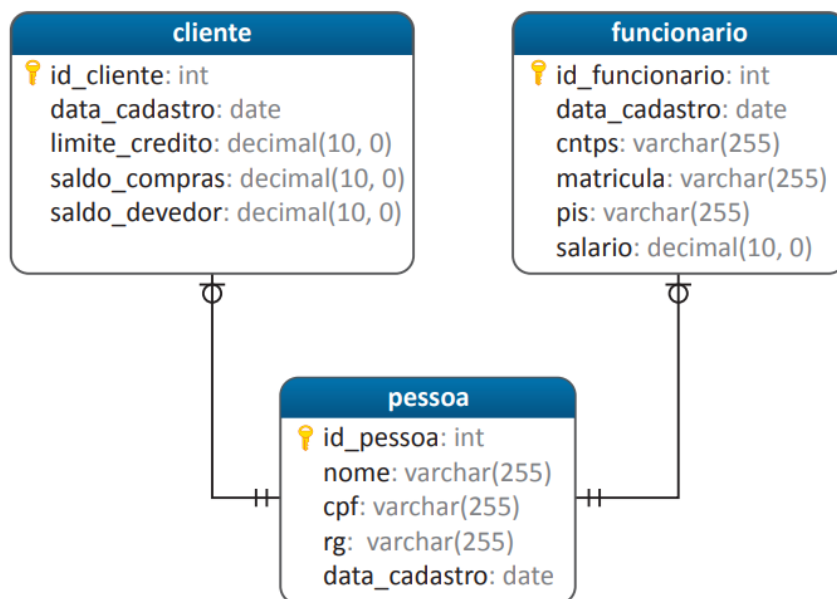 cliente
id_cliente: int
data_cadastro: date
limite_credito: decimal(10, 0)
saldo_compras: decimal(10, 0)
saldo_devedor: decimal(10, 0)
funcionario
id_funcionario: int
data_cadastro: date
cntps: varchar(255)
matricula: varchar(255)
pis: varchar(255)
salario: decimal(10, 0)
pessoa
id_pessoa: int
nome: varchar(255)
cpf: varchar(255)
rg: varchar(255)
data_cadastro: date